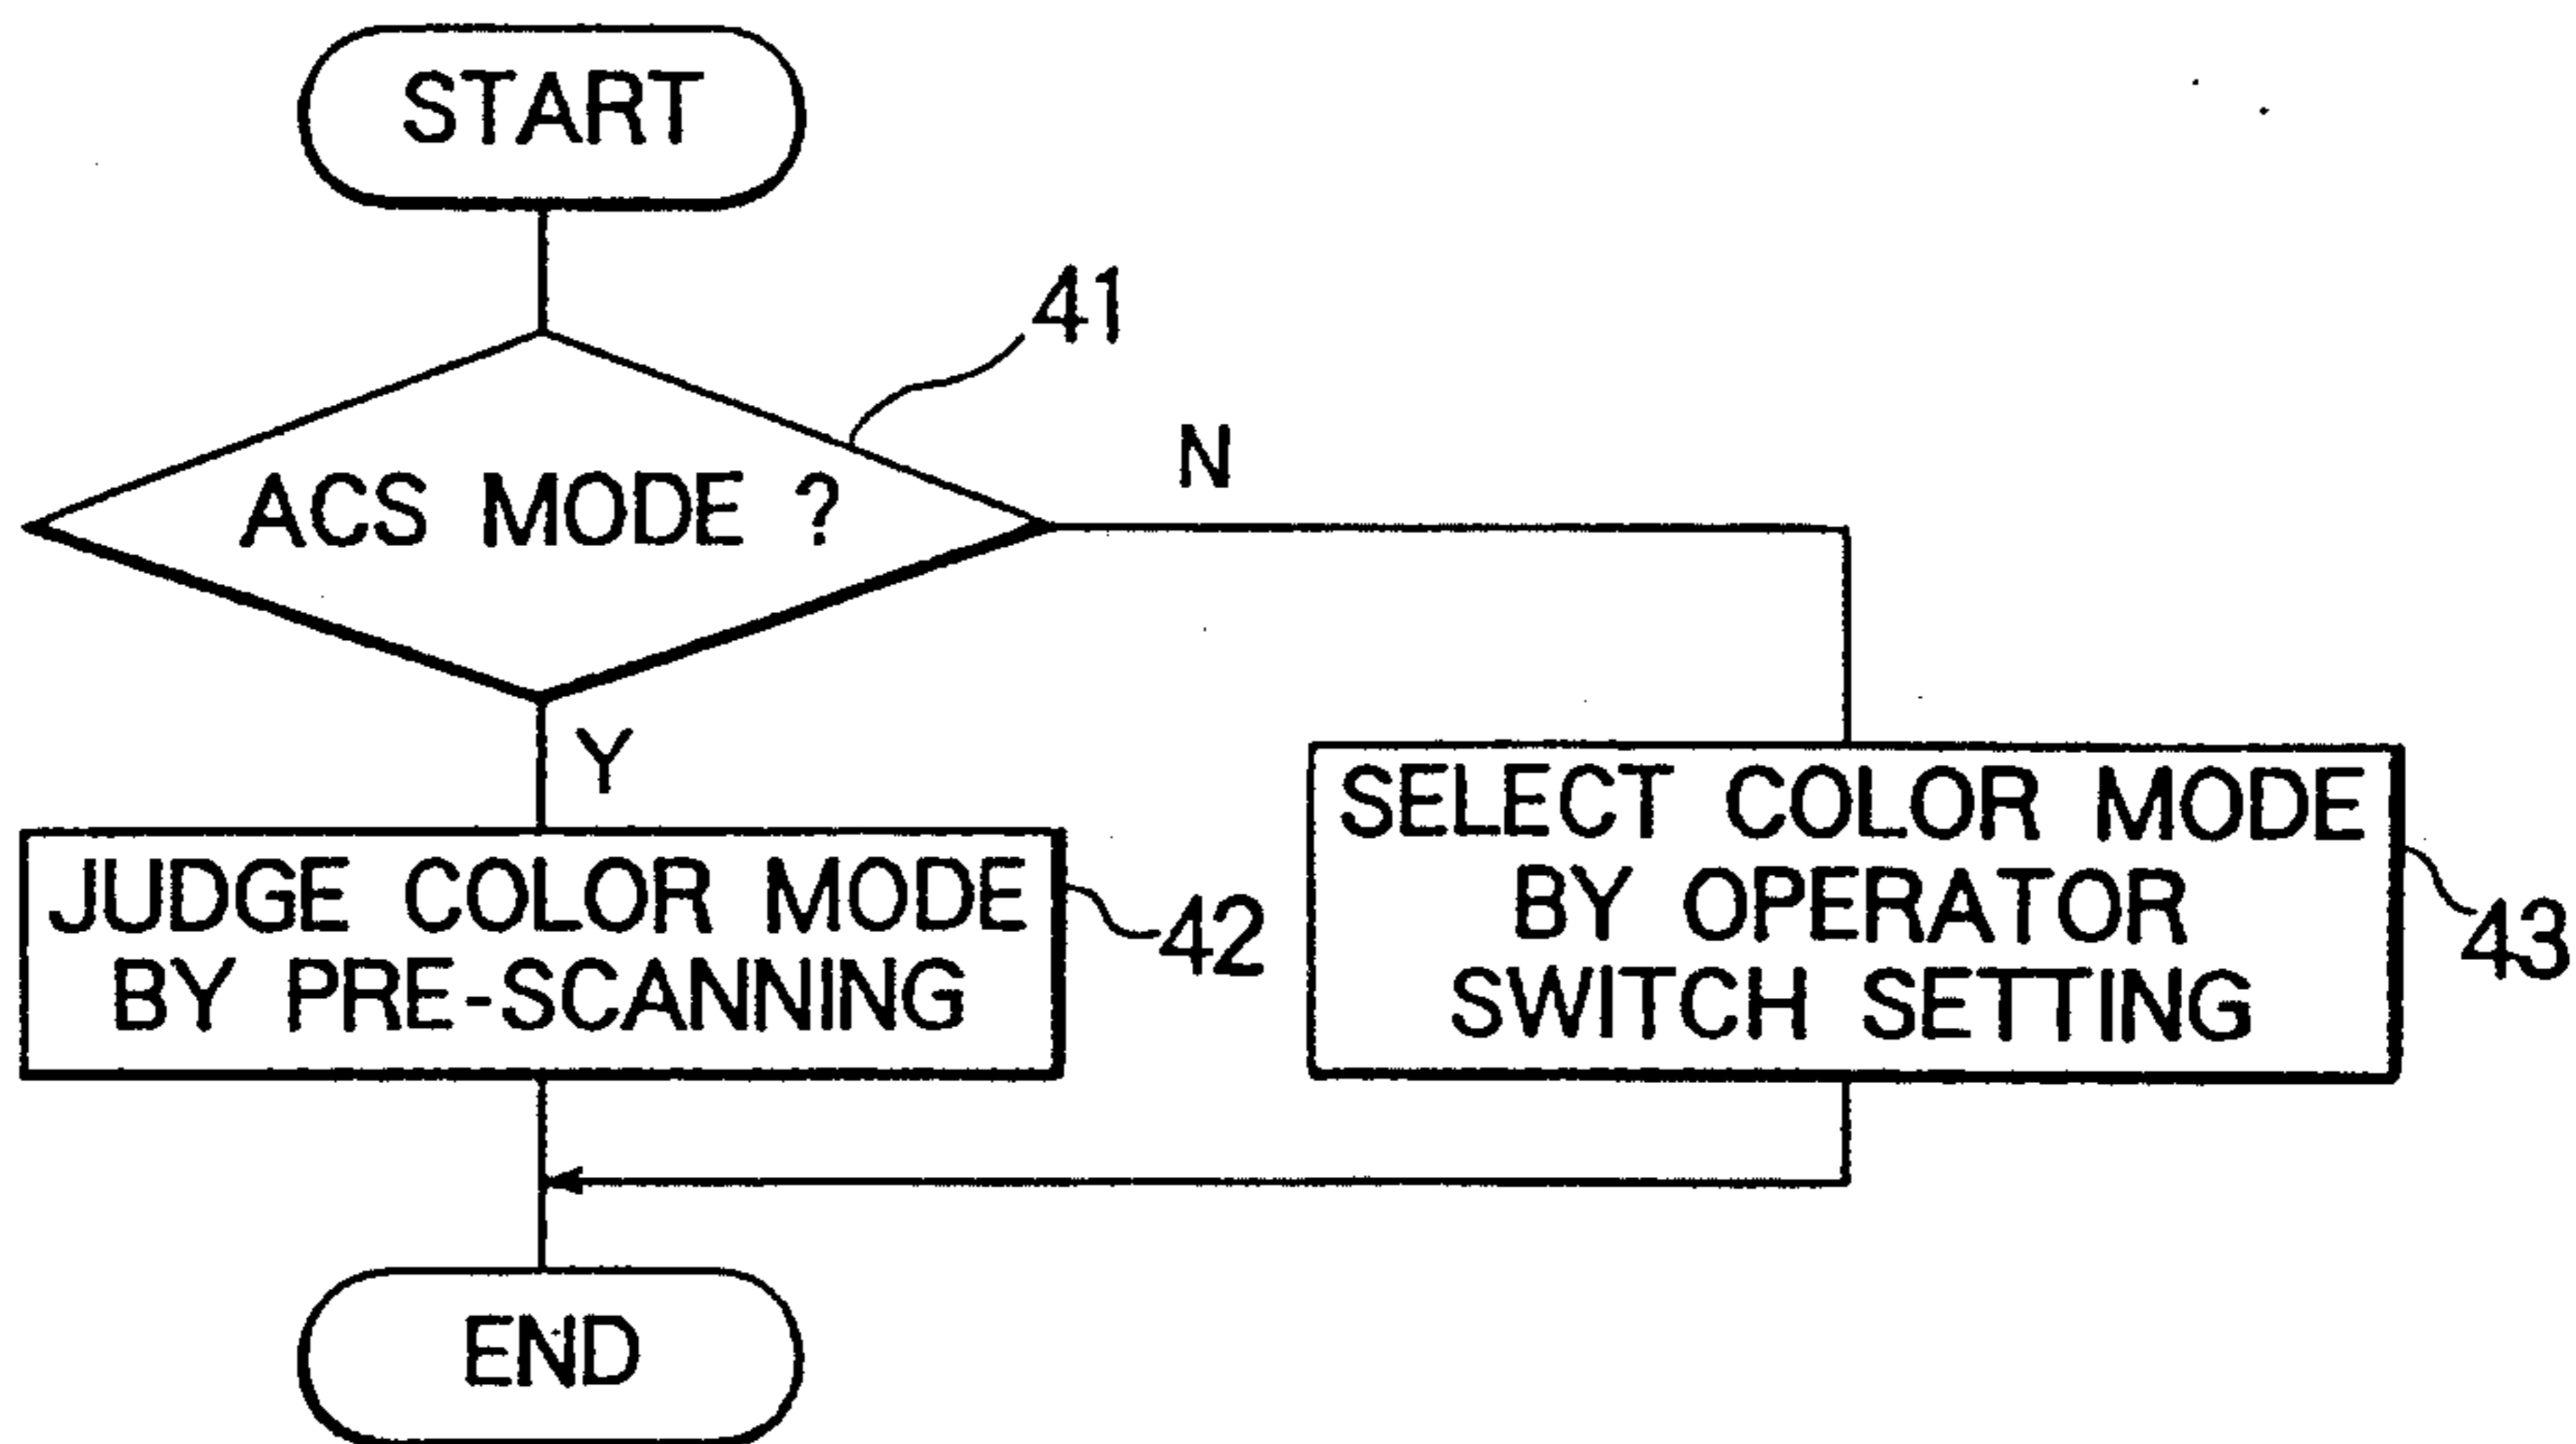 START
41
ACS MODE ?
N
Y
JUDGE COLOR MODE
BY PRE-SCANNING
42
SELECT COLOR MODE
BY OPERATOR
SWITCH SETTING
43
END